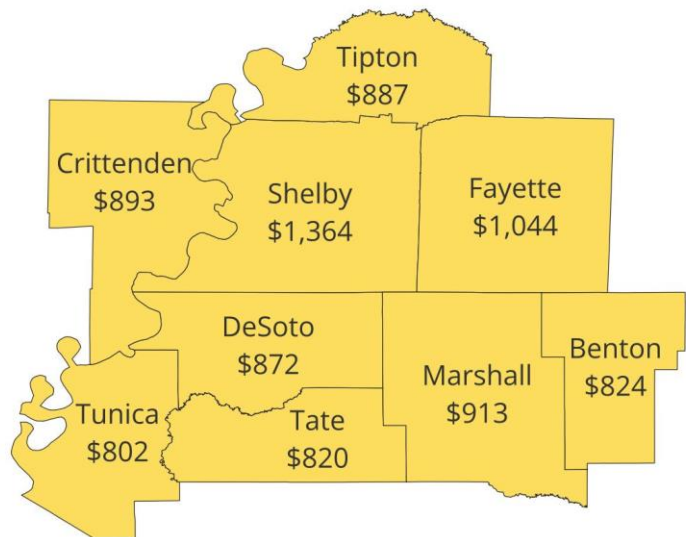 Tipton
$887
Crittenden
$893
Shelby
$1,364
Fayette
$1,044
DeSoto
$872
Marshall
$913
Benton
$824
Tunica
$802
Tate
$820